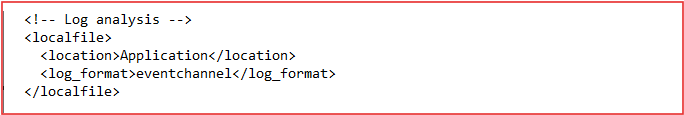 <!-- Log analysis -->
<localfile>
  <location>Application</location>
  <log_format>eventchannel</log_format>
</localfile>